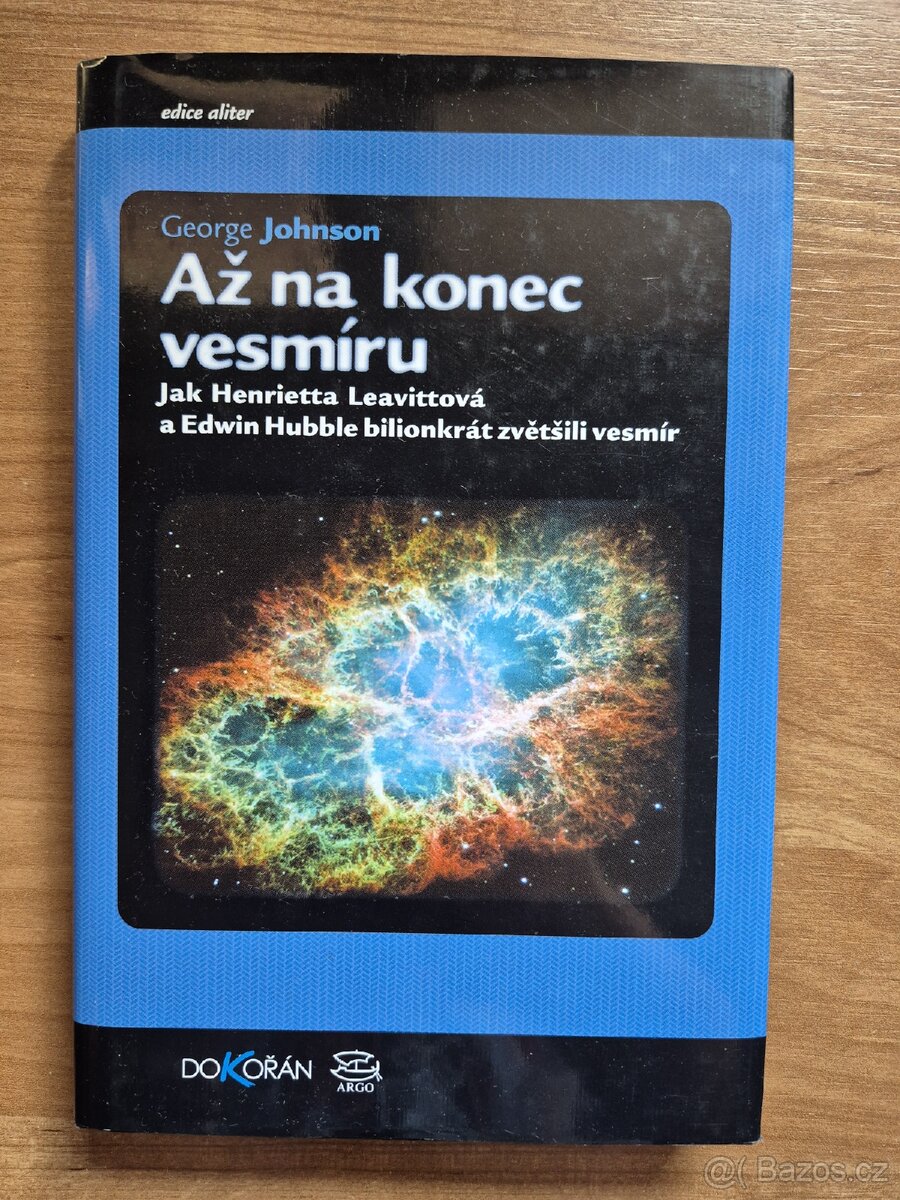 edice aliter
George Johnson
Až na konec
vesmíru
Jak Henrietta Leavittová
a Edwin Hubble bilionkrát zvětšili vesmír
DOKOŘÁN
ARGO
@( Bazos.cz